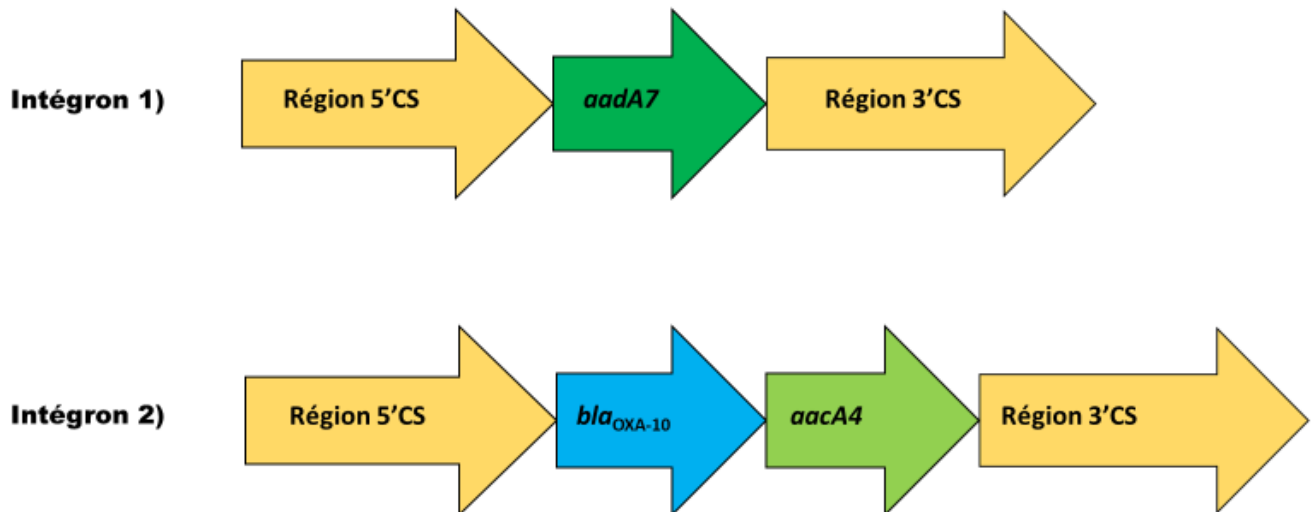 Intégron 1) Région 5'CS aadA7 Région 3'CS
Intégron 2) Région 5'CS blaOXA-10 aacA4 Région 3'CS